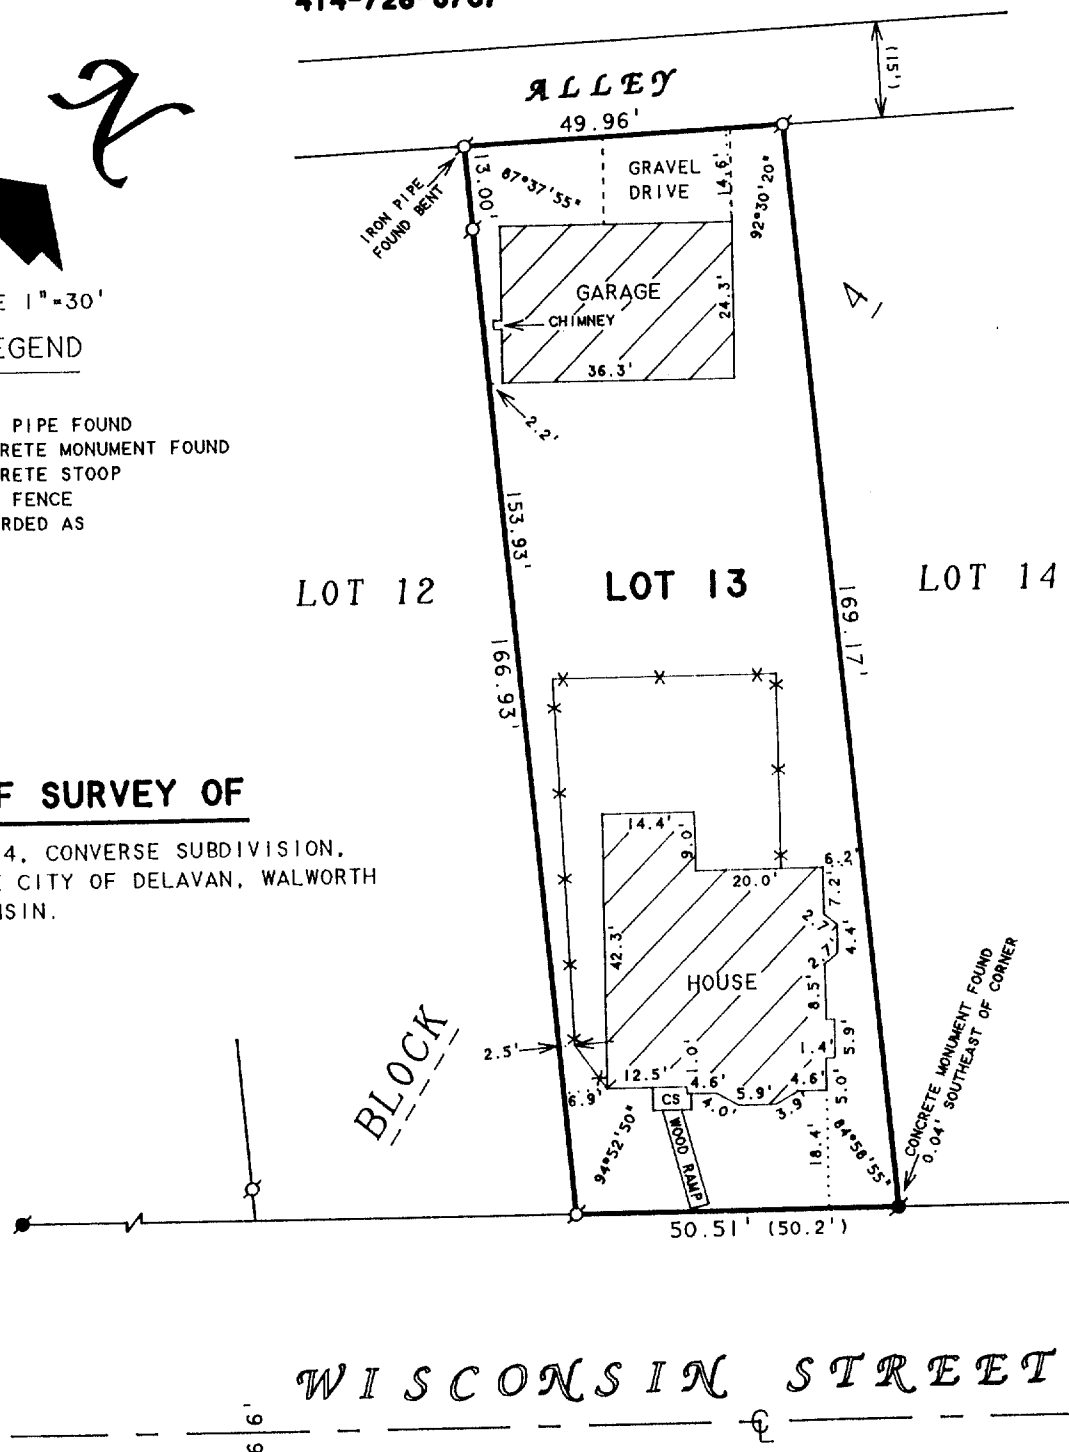 414-728-6767
ALLEY
(15')
49.96'
13.00'
87°37'55"
GRAVEL
DRIVE
14.6'
92°30'20"
IRON PIPE
FOUND BENT
E 1"=30'
EGEND
GARAGE
24.3'
CHIMNEY
36.3'
4,
2.2'
PIPE FOUND
RETE MONUMENT FOUND
RETE STOOP
FENCE
RDED AS
153.93'
LOT 12
LOT 13
LOT 14
169.17'
166.93'
F SURVEY OF
4, CONVERSE SUBDIVISION,
E CITY OF DELAVAN, WALWORTH
NSIN.
14.4'
9.0'
20.0'
6.2'
7.2'
2.7'
4.4'
2.7'
42.3'
HOUSE
8.5'
5.9'
1.4'
BLOCK
2.5'
1.0'
12.5'
4.6'
5.9'
4.6'
5.0'
6.9'
CS
4.0'
3.9'
94°52'50"
WOOD RAMP
18.4'
84°58'55"
CONCRETE MONUMENT FOUND
0.04' SOUTHEAST OF CORNER
50.51' (50.2')
WISCONSIN STREET
6'
6